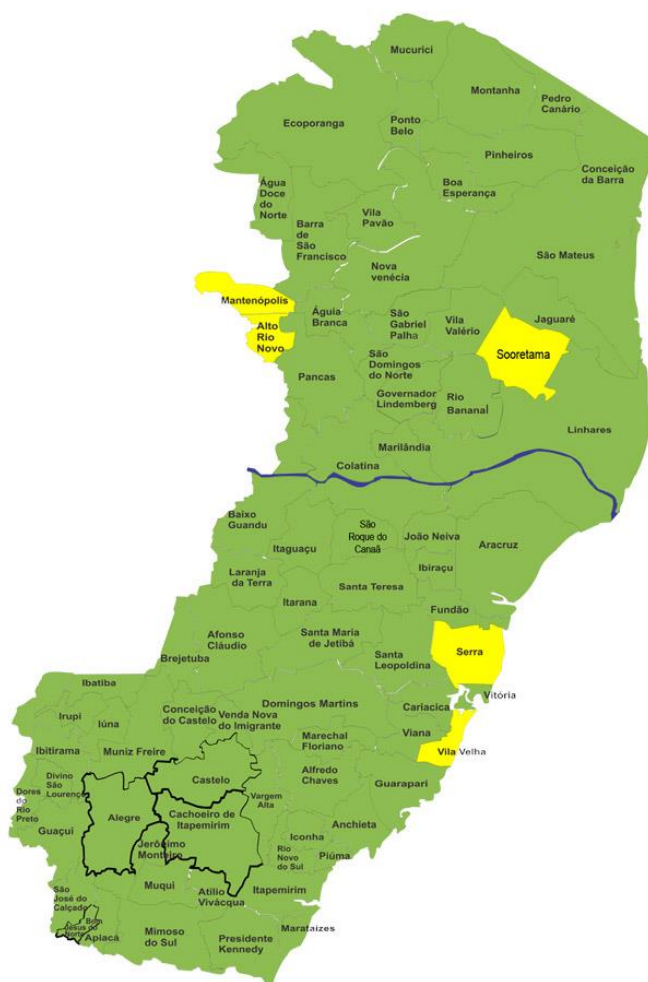 Mucurici
Montanha
Pedro
Canário
Ecoporanga
Ponto
Belo
Pinheiros
Conceição
da Barra
Água
Doce
do
Norte
Boa
Esperança
Vila
Pavão
Barra
de
São
Francisco
São Mateus
Nova
venécia
Mantenópolis
Águia
Branca
São
Gabriel
Palha
Vila
Valério
Jaguaré
Alto
Rio
Novo
Sooretama
São
Domingos
do Norte
Pancas
Governador
Lindemberg
Rio
Bananal
Linhares
Marilândia
Colatina
Baixo
Guandu
São
Roque do
Canaã
João Neiva
Aracruz
Itaguaçu
Ibiraçu
Laranja
da Terra
Santa Teresa
Itarana
Fundão
Afonso
Cláudio
Santa Maria
de Jetibá
Serra
Santa
Leopoldina
Brejetuba
Ibatiba
Vitória
Conceição
do Castelo
Domingos Martins
Cariacica
Irupi
Iúna
Venda Nova
do Imigrante
Viana
Marechal
Floriano
Ibitirama
Muniz Freire
Vila Velha
Castelo
Alfredo
Chaves
Guarapari
Divino
São
Lourenço
Dores
do
Rio
Preto
Vargem
Alta
Alegre
Cachoeiro de
Itapemirim
Anchieta
Guaçui
Iconha
Jerônimo
Monteiro
Rio
Novo
do Sul
Piúma
Muqui
São
José do
Calçado
Atilio
Vivácqua
Itapemirim
Bom
Jesus do
Norte
Apiacá
Mimoso
do Sul
Presidente
Kennedy
Marataízes